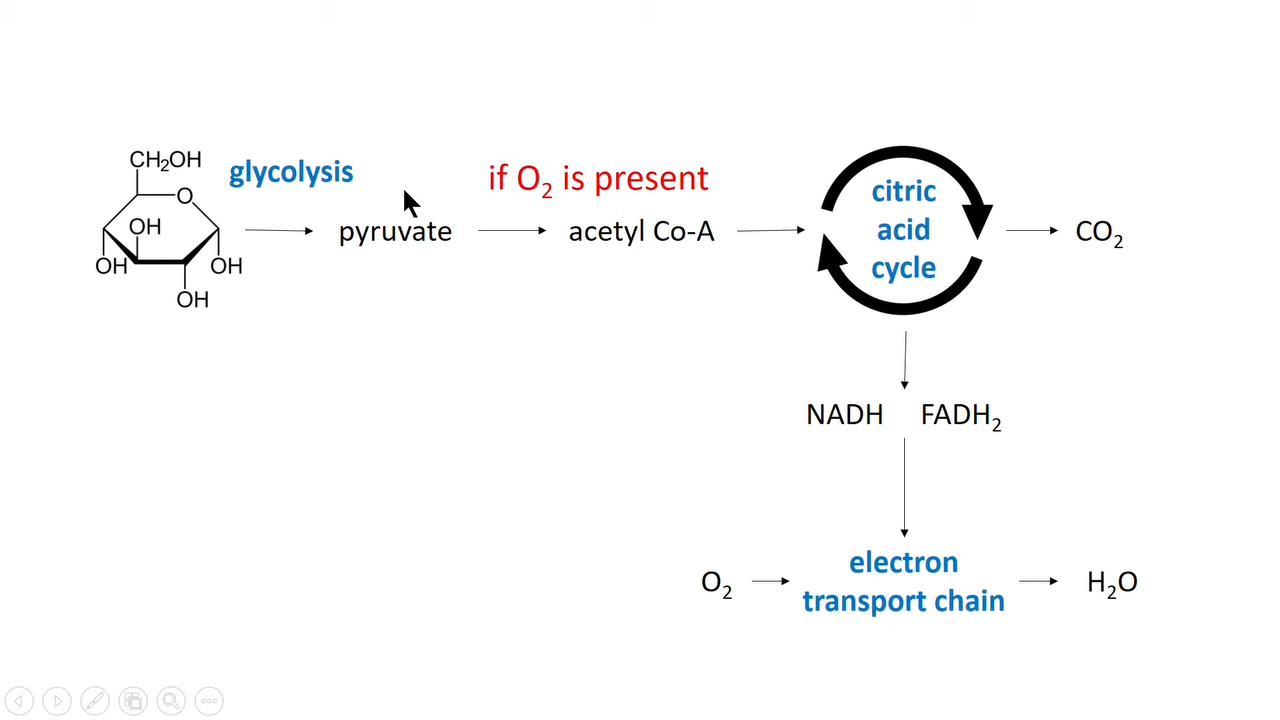 CH₂OH
O
OH
OH
OH
OH
glycolysis
if O₂ is present
pyruvate
acetyl Co-A
citric
acid
cycle
CO₂
NADH FADH₂
O₂
electron
transport chain
H₂O